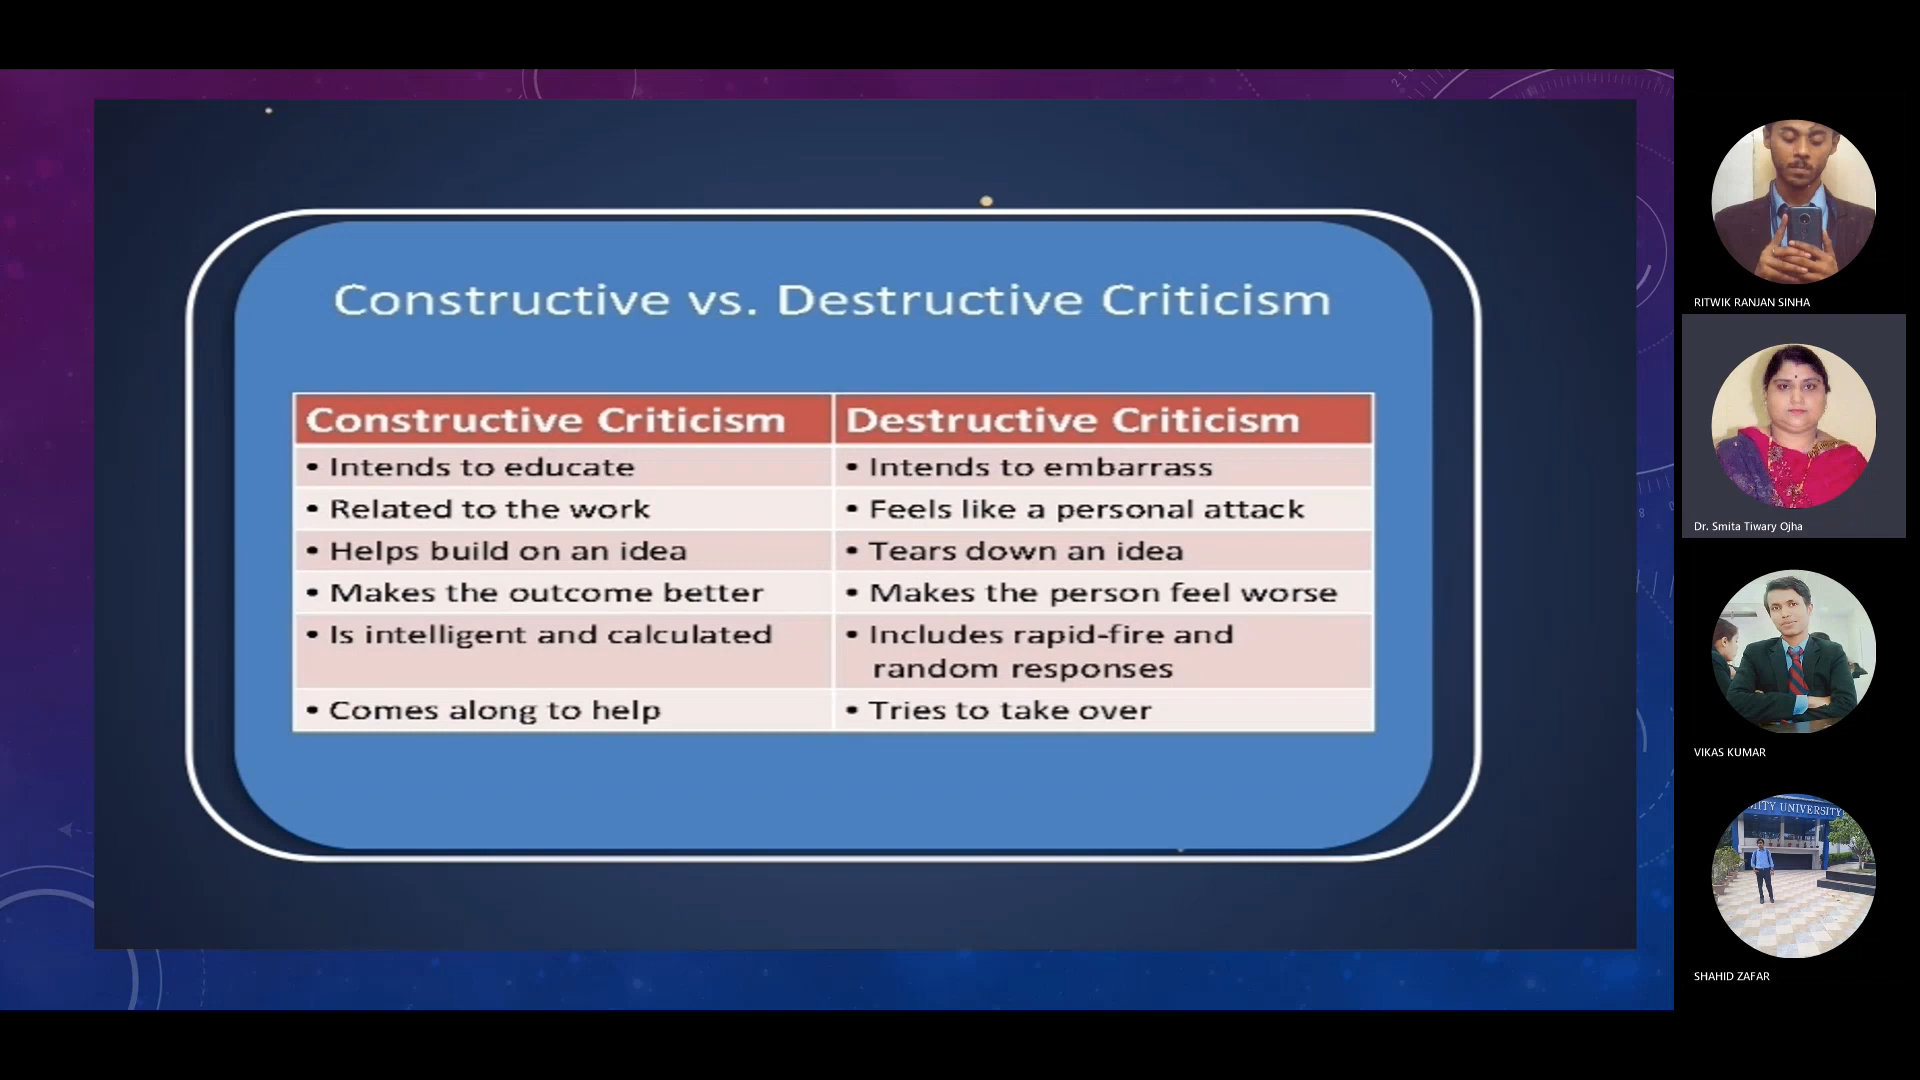 Constructive vs. Destructive Criticism
Constructive Criticism Destructive Criticism
• Intends to educate • Intends to embarrass
• Related to the work • Feels like a personal attack
• Helps build on an idea • Tears down an idea
• Makes the outcome better • Makes the person feel worse
• Is intelligent and calculated • Includes rapid-fire and
random responses
• Comes along to help • Tries to take over
RITWIK RANJAN SINHA
Dr. Smita Tiwary Ojha
VIKAS KUMAR
UNIVERSITY
SHAHID ZAFAR